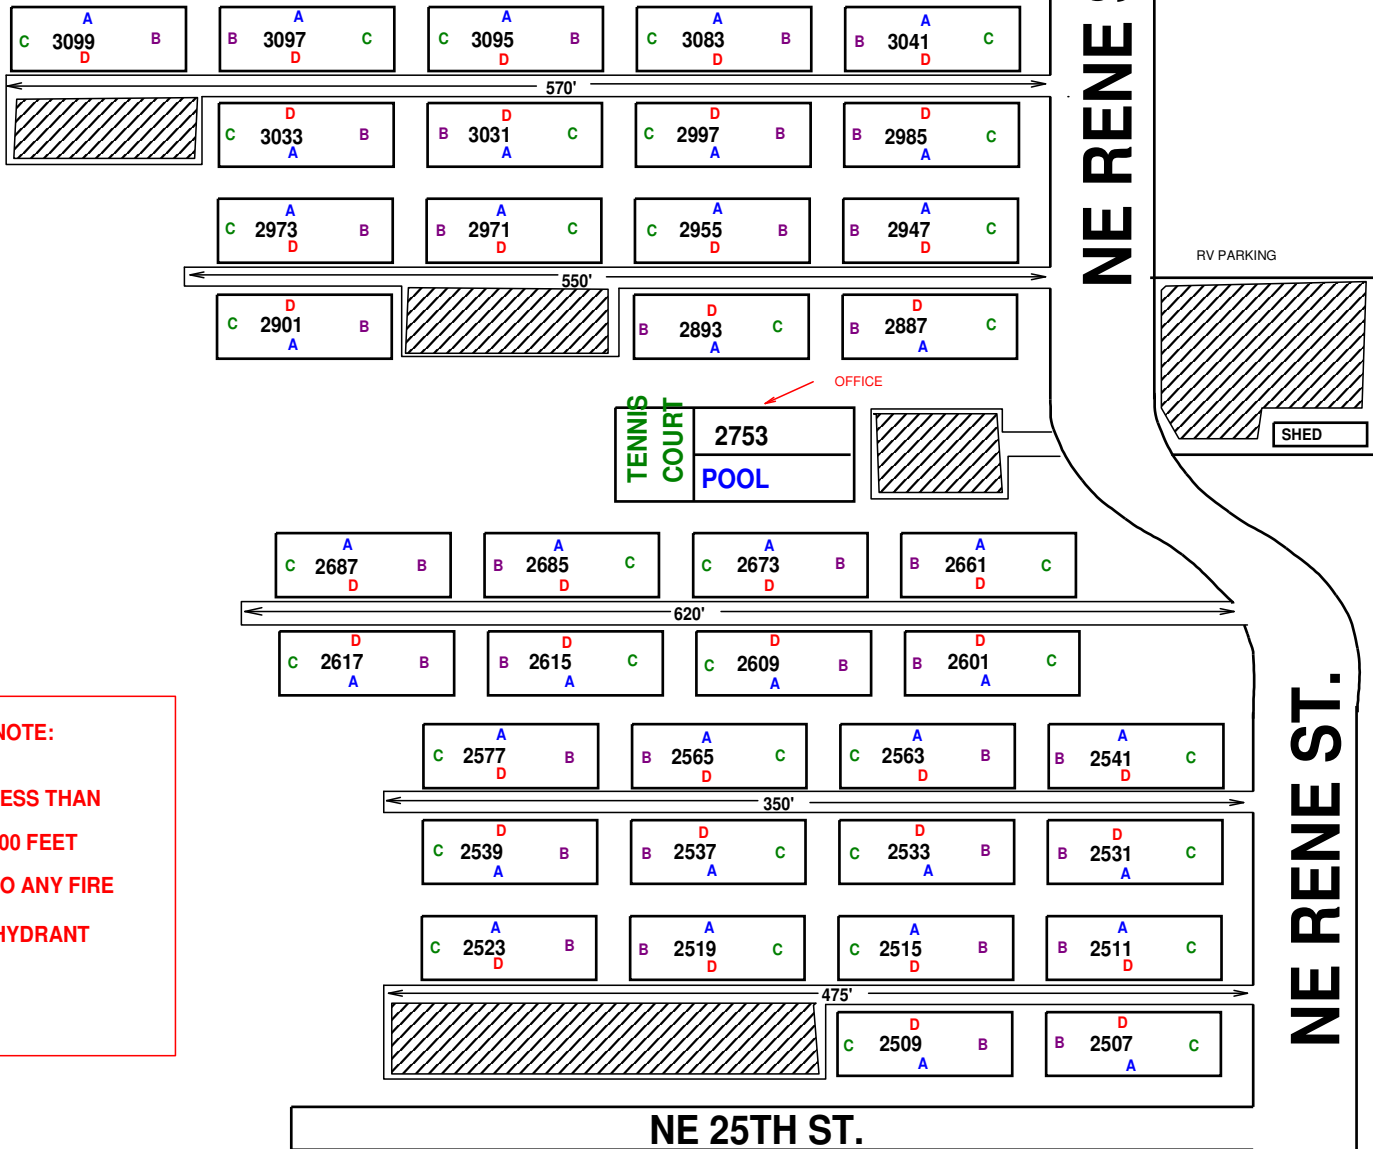 A A A A A
C 3099 B B 3097 C C 3095 B C 3083 B B 3041 C
D D D D D
570'
D D D D
C 3033 B B 3031 C C 2997 B B 2985 C
A A A A
NE RENE
A A A A
C 2973 B B 2971 C C 2955 B B 2947 C
D D D D
RV PARKING
550'
D D D
C 2901 B B 2893 C B 2887 C
A A A
OFFICE
TENNIS
COURT
2753
POOL
SHED
A A A A
C 2687 B B 2685 C C 2673 B B 2661 C
D D D D
620'
D D D D
C 2617 B B 2615 C C 2609 B B 2601 C
A A A A
NOTE:
ESS THAN
00 FEET
O ANY FIRE
HYDRANT
A A A A
C 2577 B B 2565 C C 2563 B B 2541 C
D D D D
350'
D D D D
C 2539 B B 2537 C C 2533 B B 2531 C
A A A A
NE RENE ST.
A A A A
C 2523 B B 2519 C C 2515 B B 2511 C
D D D D
475'
D D
C 2509 B B 2507 C
A A
NE 25TH ST.